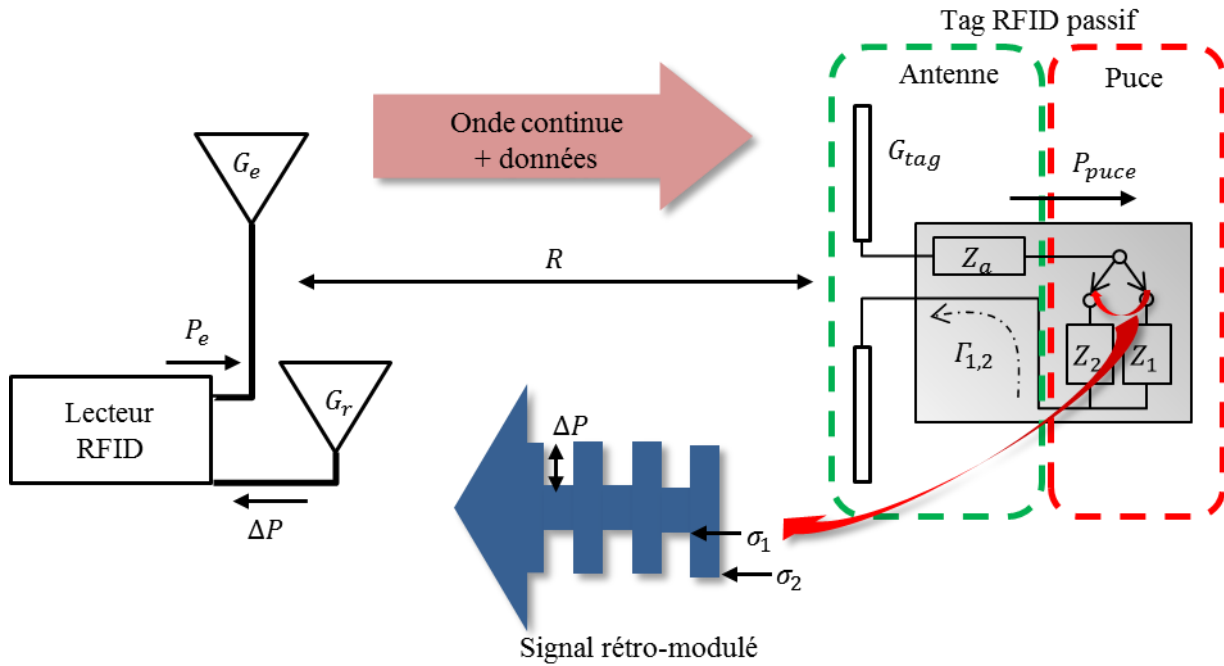 Tag RFID passif
Antenne
Puce
Onde continue
+ données
G_e
G_tag
P_puce
R
Z_a
P_e
Γ_1,2
Z_2
Z_1
Lecteur
RFID
G_r
ΔP
ΔP
σ_1
σ_2
Signal rétro-modulé